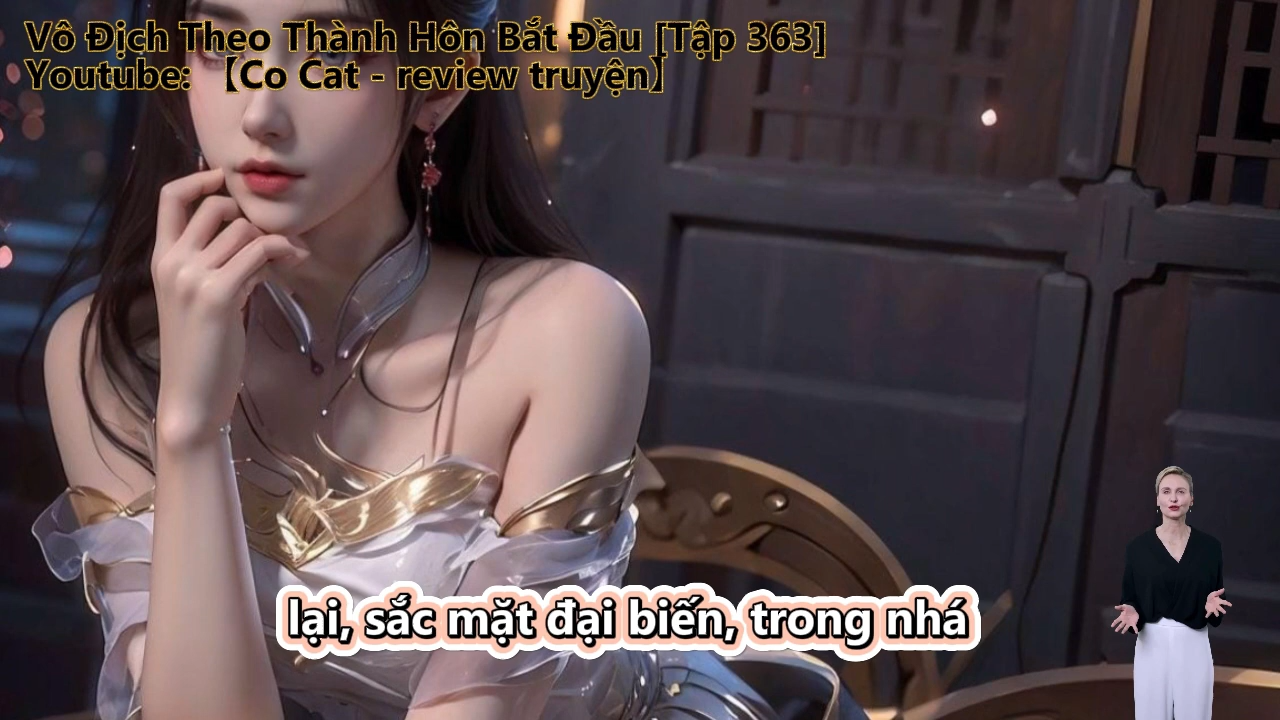 Vô Địch Theo Thành Hôn Bắt Đầu [Tập 363]
Youtube: 【Co Cat - review truyện】
lại, sắc mặt đại biến, trong nhá